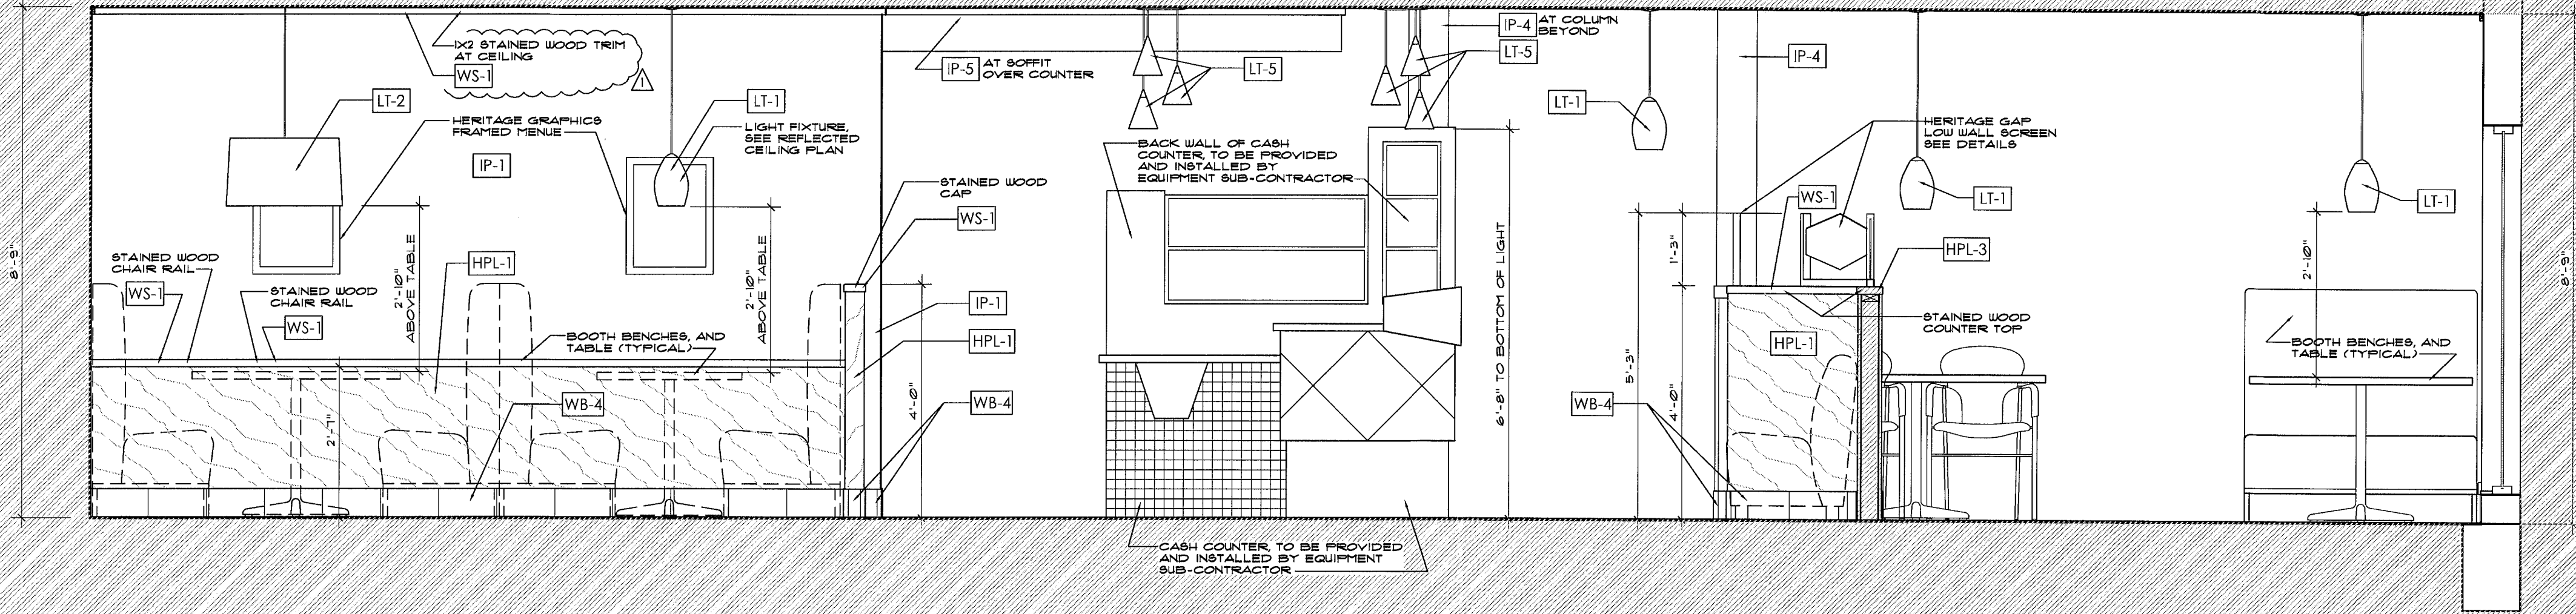 1X2 STAINED WOOD TRIM
AT CEILING
WS-1
1
LT-2
HERITAGE GRAPHICS
FRAMED MENUE
IP-1
LT-1
LIGHT FIXTURE,
SEE REFLECTED
CEILING PLAN
8'-9"
STAINED WOOD
CHAIR RAIL
WS-1
STAINED WOOD
CHAIR RAIL
WS-1
2'-10"
ABOVE TABLE
HPL-1
BOOTH BENCHES, AND
TABLE (TYPICAL)
2'-10"
ABOVE TABLE
WB-4
2'-7"
STAINED WOOD
CAP
WS-1
IP-1
HPL-1
WB-4
4'-0"
IP-5
AT SOFFIT
OVER COUNTER
LT-5
BACK WALL OF CASH
COUNTER, TO BE PROVIDED
AND INSTALLED BY
EQUIPMENT SUB-CONTRACTOR
CASH COUNTER, TO BE PROVIDED
AND INSTALLED BY EQUIPMENT
SUB-CONTRACTOR
IP-4
AT COLUMN
BEYOND
LT-5
6'-8" TO BOTTOM OF LIGHT
LT-1
IP-4
HERITAGE GAP
LOW WALL SCREEN
SEE DETAILS
WS-1
LT-1
HPL-3
1'-3"
5'-3"
4'-0"
HPL-1
STAINED WOOD
COUNTER TOP
WB-4
LT-1
2'-10"
BOOTH BENCHES, AND
TABLE (TYPICAL)
8'-9"